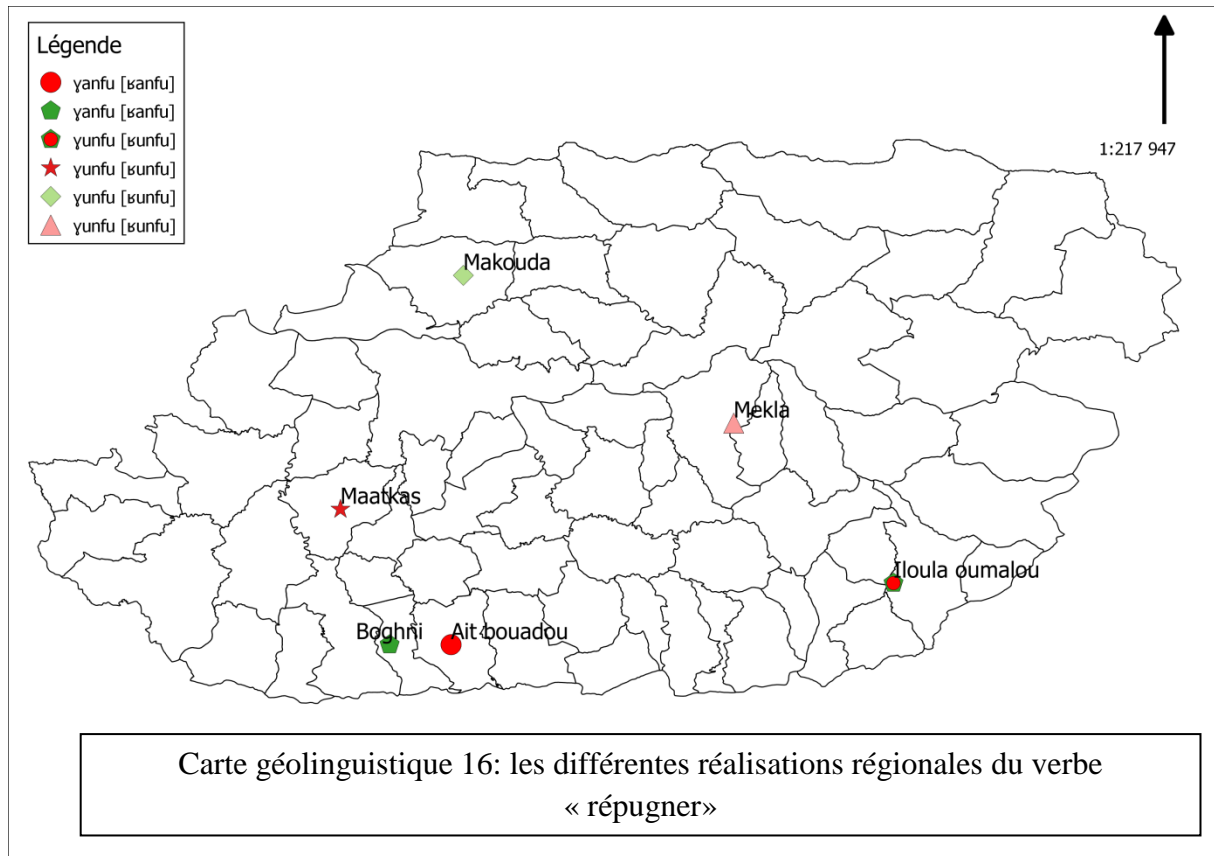 Légende
ɣanfu [ʁanfu]
ɣanfu [ʁanfu]
ɣunfu [ʁunfu]
ɣunfu [ʁunfu]
ɣunfu [ʁunfu]
ɣunfu [ʁunfu]
1:217 947
Makouda
Mekla
Maatkas
Iloula oumalou
Boghni
Ait bouadou
Carte géolinguistique 16: les différentes réalisations régionales du verbe
« répugner»